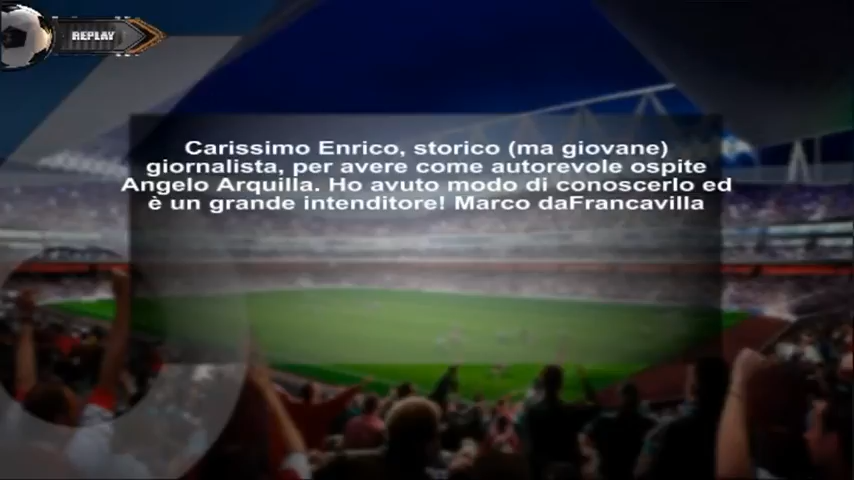 REPLAY
Carissimo Enrico, storico (ma giovane)
giornalista, per avere come autorevole ospite
Angelo Arquilla. Ho avuto modo di conoscerlo ed
è un grande intenditore! Marco daFrancavilla